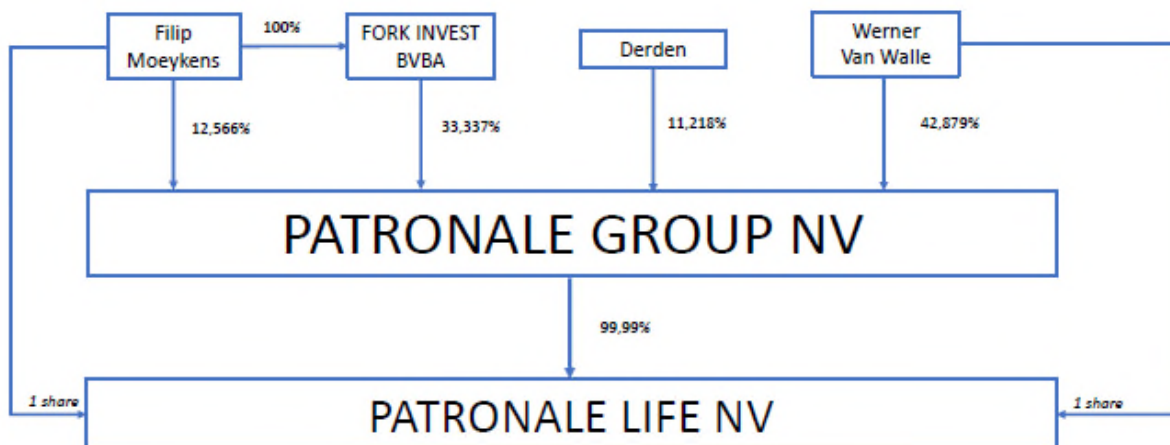 Filip
Moeykens
100%
FORK INVEST
BVBA
Derden
Werner
Van Walle
12,566%
33,337%
11,218%
42,879%
PATRONALE GROUP NV
99,99%
1 share
PATRONALE LIFE NV
1 share